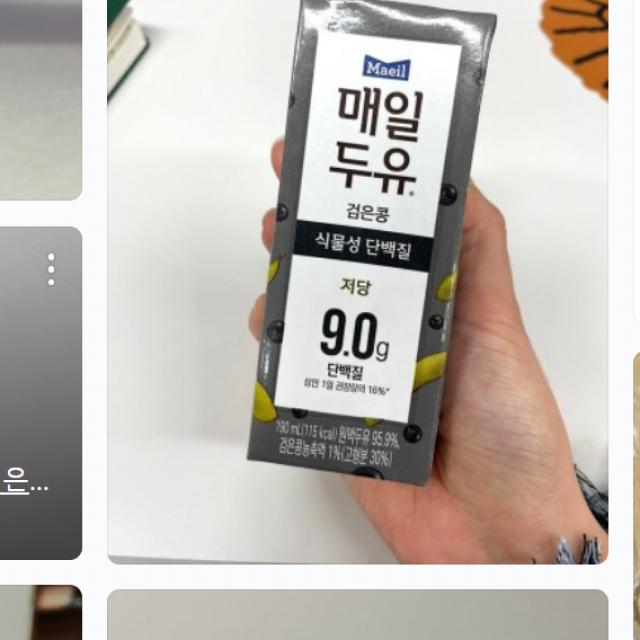 Maeil
매일
두유
검은콩
식물성 단백질
저당
9.0g
단백질
성인 1일 권장량의 16%*
190 mL(115 kcal) 원액두유 95.9%,
검은콩농축액 1%(고형분 30%)
은...